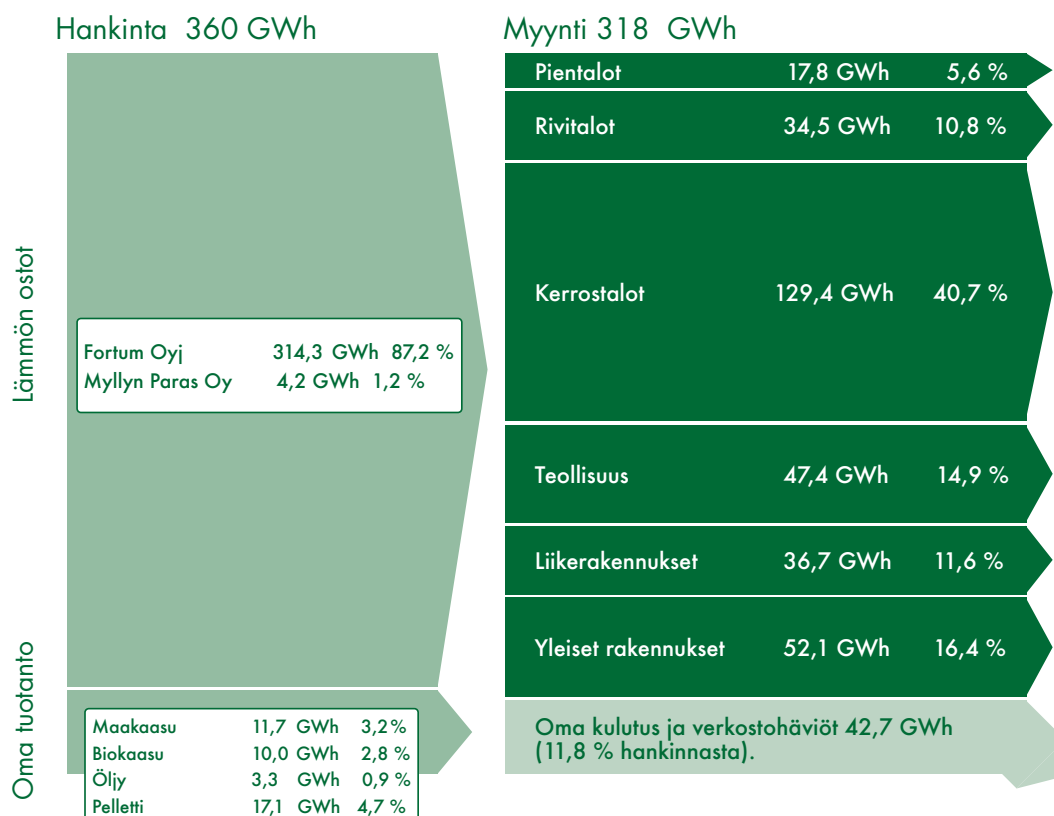 Hankinta 360 GWh
Lämmön ostot
Fortum Oyj 314,3 GWh 87,2 %
Myllyn Paras Oy 4,2 GWh 1,2 %
Oma tuotanto
Maakaasu 11,7 GWh 3,2%
Biokaasu 10,0 GWh 2,8 %
Öljy 3,3 GWh 0,9 %
Pelletti 17,1 GWh 4,7 %
Myynti 318 GWh
Pientalot 17,8 GWh 5,6 %
Rivitalot 34,5 GWh 10,8 %
Kerrostalot 129,4 GWh 40,7 %
Teollisuus 47,4 GWh 14,9 %
Liikerakennukset 36,7 GWh 11,6 %
Yleiset rakennukset 52,1 GWh 16,4 %
Oma kulutus ja verkostohäviöt 42,7 GWh
(11,8 % hankinnasta).